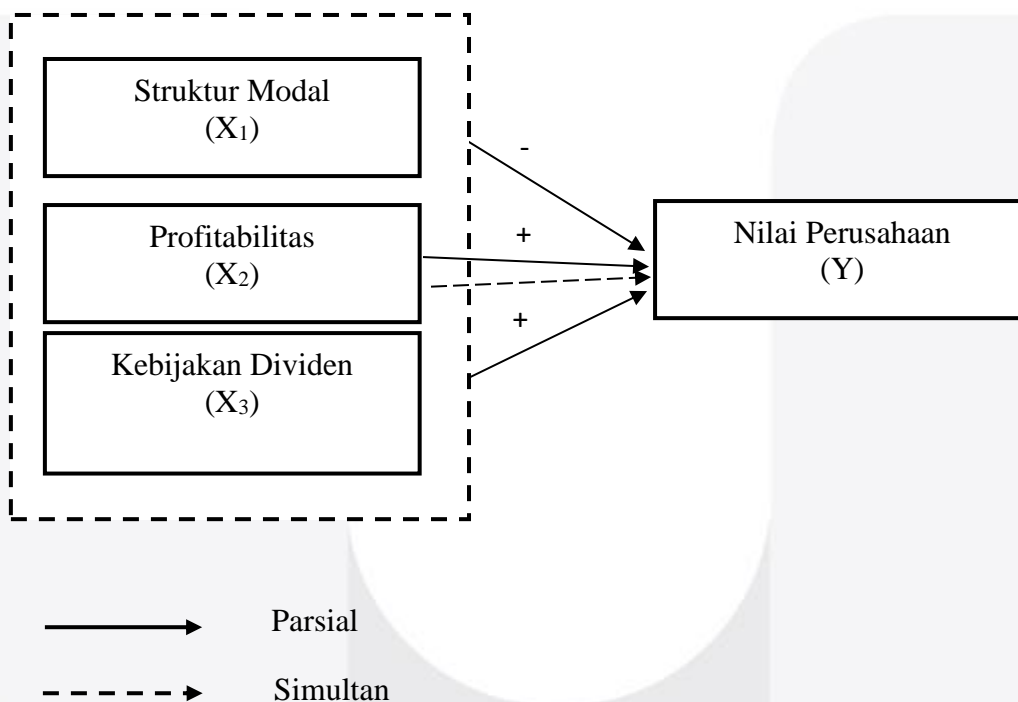 Struktur Modal
(X₁)
-
Profitabilitas
(X₂)
+
Nilai Perusahaan
(Y)
+
Kebijakan Dividen
(X₃)
Parsial
Simultan